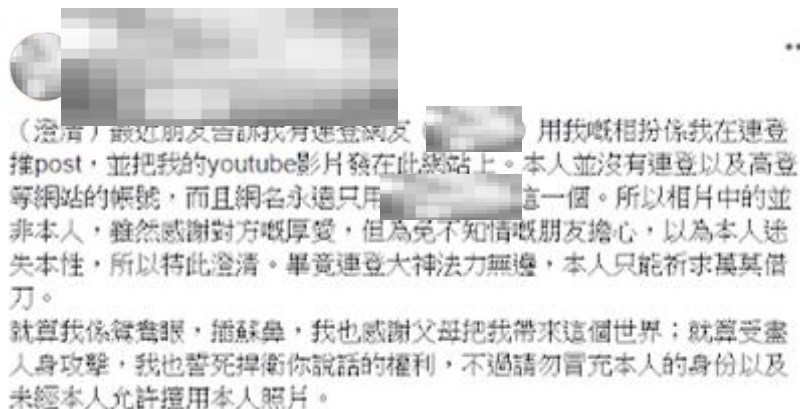 （澄清）最近朋友告訴我有連登網友（ ）用我嘅相扮係我在連登
推post，並把我的youtube影片發在此網站上。本人並沒有連登以及高登
等網站的帳號，而且網名永遠只用 這一個。所以相片中的並
非本人，雖然感謝對方嘅厚愛，但為免不知情嘅朋友擔心，以為本人迷
失本性，所以特此澄清。畢竟連登大神法力無邊，本人只能祈求萬莫借
刀。
就算我係鴛鴦眼，插蘇鼻，我也感謝父母把我帶來這個世界；就算受盡
人身攻擊，我也誓死捍衛你說話的權利，不過請勿冒充本人的身份以及
未經本人允許擅用本人照片。